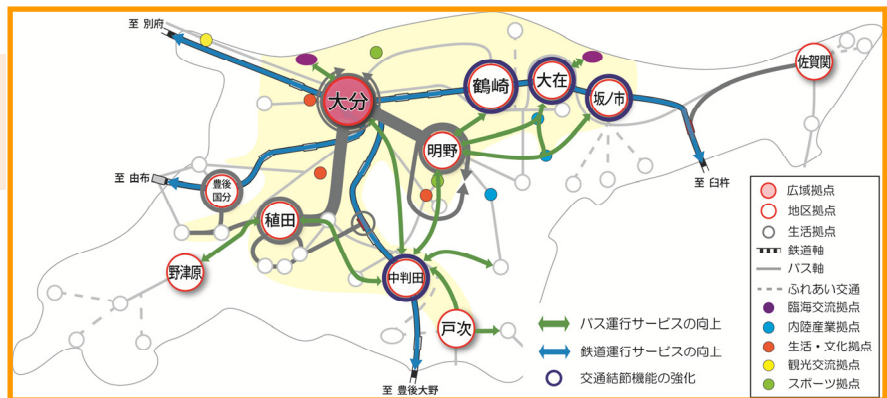 至 別府
大分
鶴崎
大在
坂ノ市
佐賀関
明野
至 由布
豊後
国分
稙田
野津原
中判田
戸次
至 臼杵
至 豊後大野
バス運行サービスの向上
鉄道運行サービスの向上
交通結節機能の強化
広域拠点
地区拠点
生活拠点
鉄道軸
バス軸
ふれあい交通
臨海交流拠点
内陸産業拠点
生活・文化拠点
観光交流拠点
スポーツ拠点